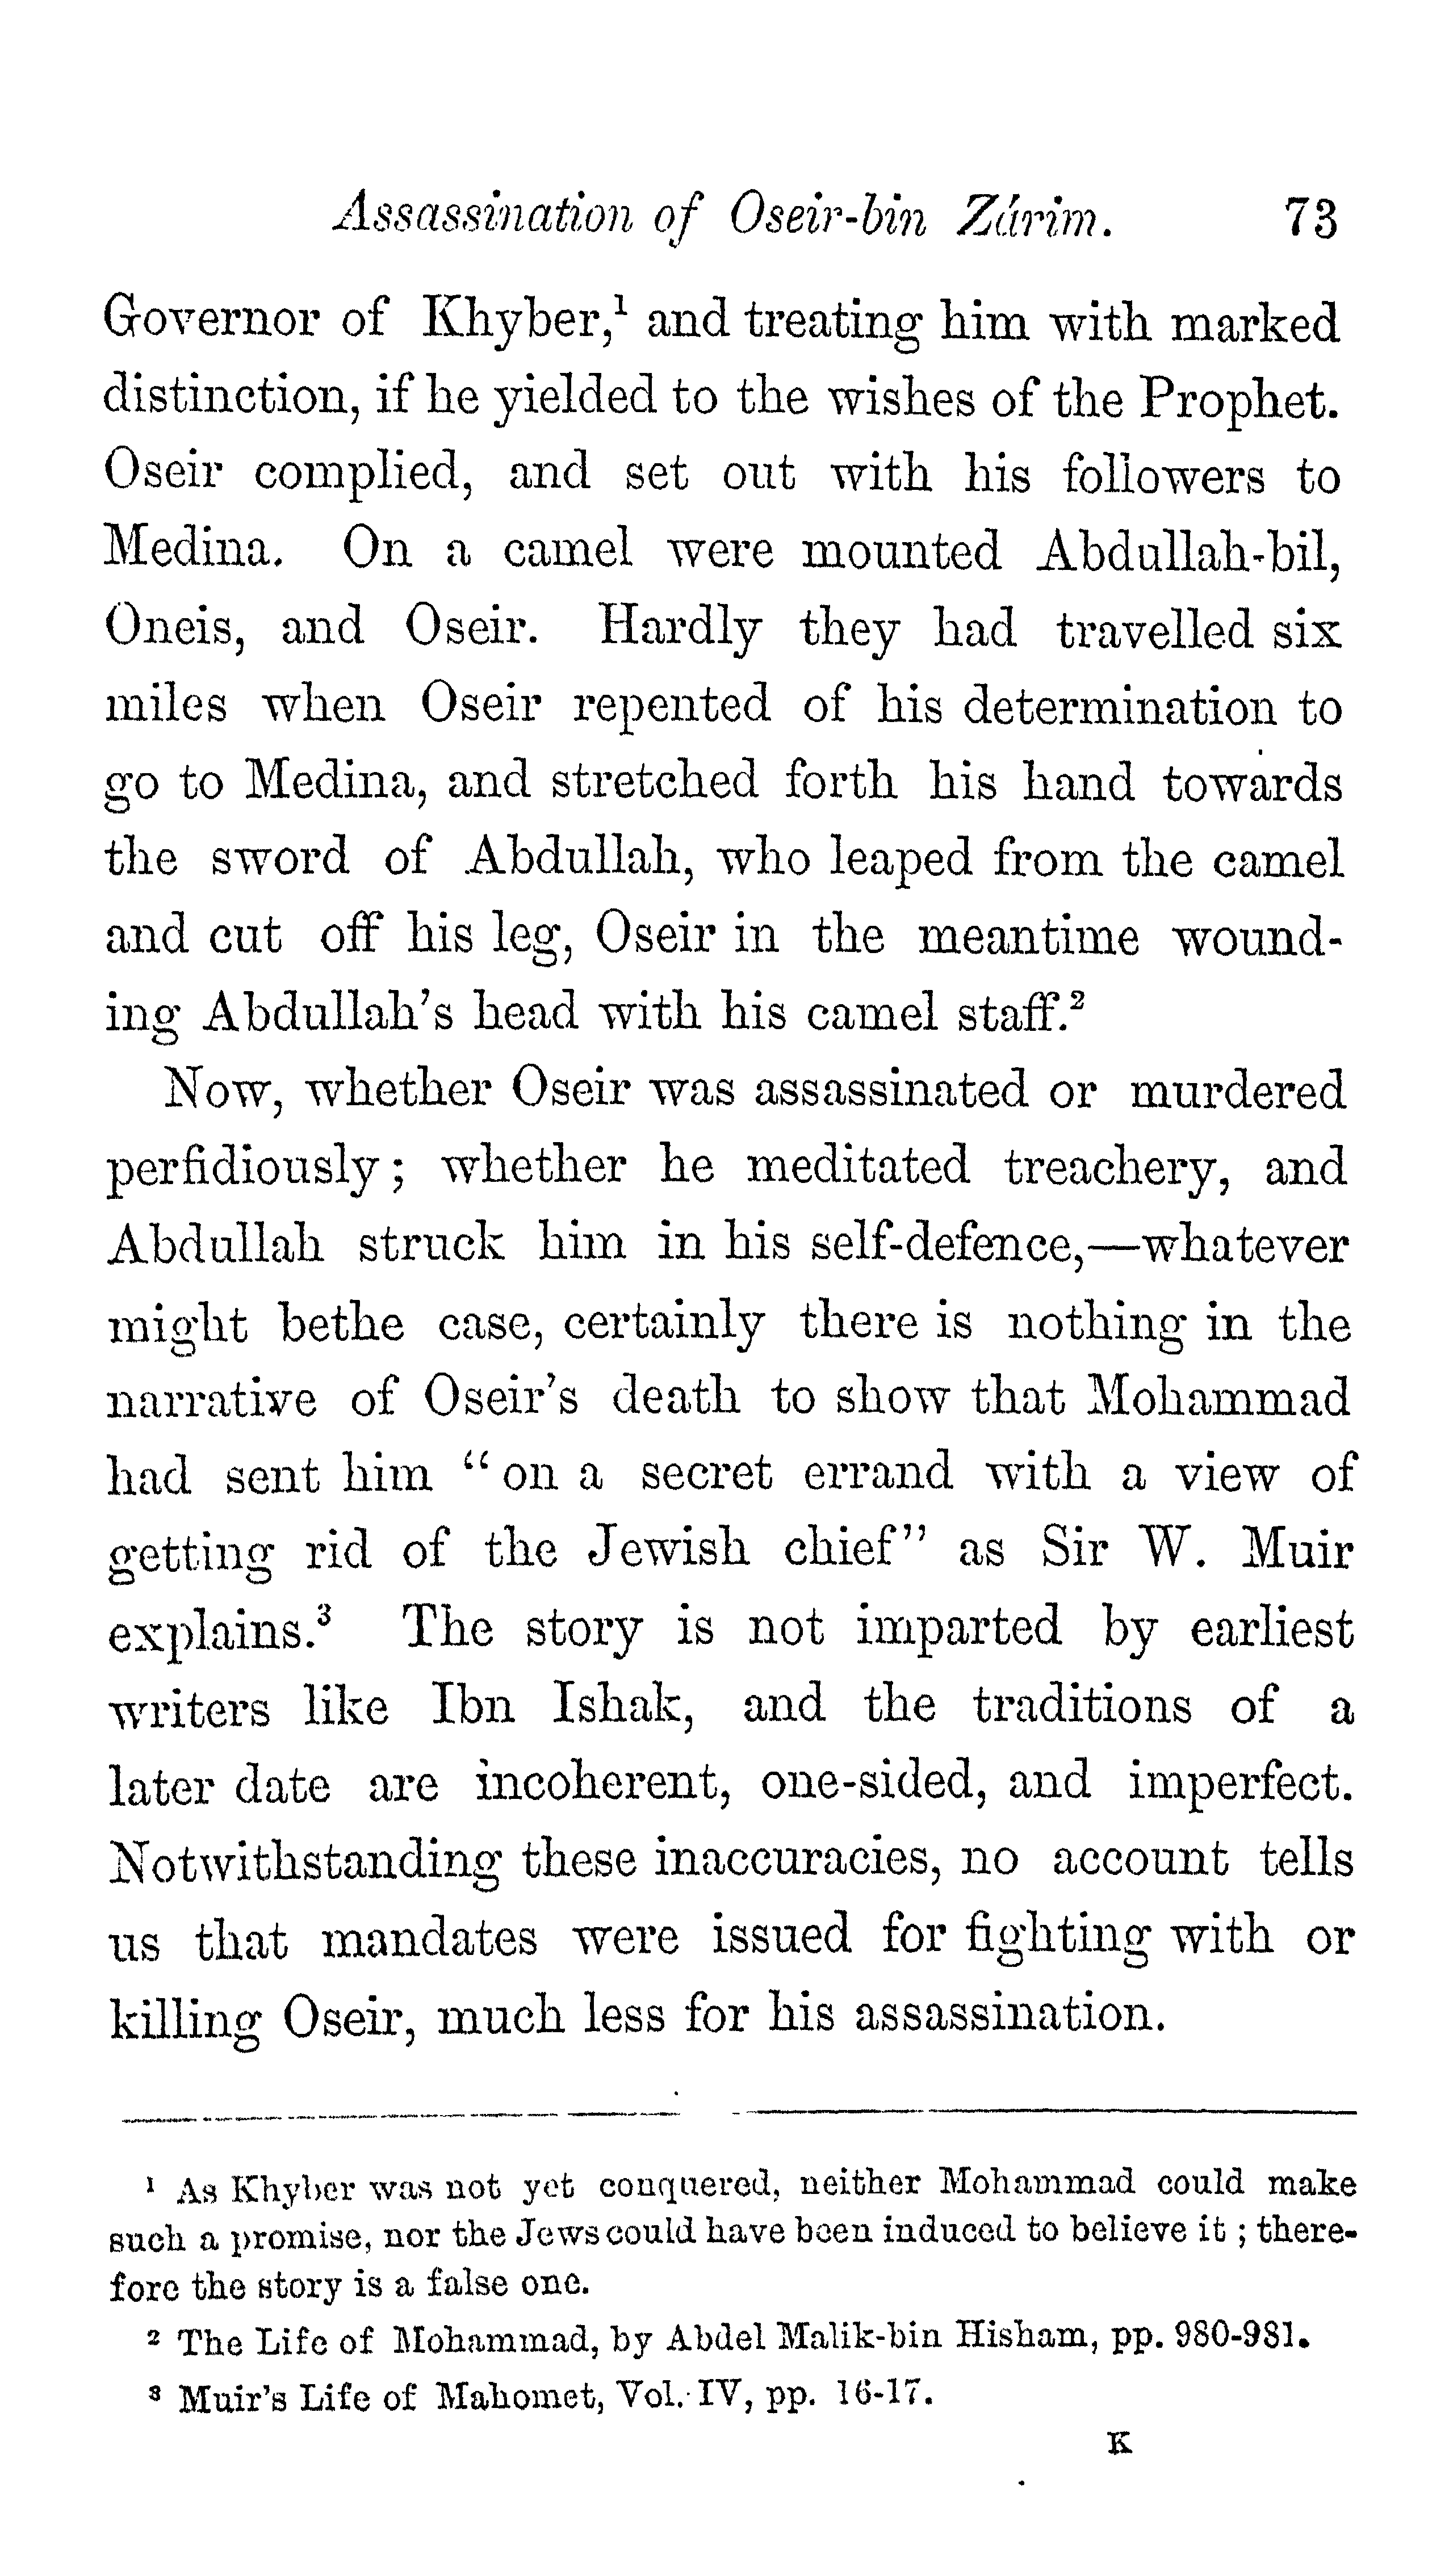 Assassination of Oseir-bin Zárim. 73
Governor of Khyber,¹ and treating him with marked
distinction, if he yielded to the wishes of the Prophet.
Oseir complied, and set out with his followers to
Medina. On a camel were mounted Abdullah-bil,
Oneis, and Oseir. Hardly they had travelled six
miles when Oseir repented of his determination to
go to Medina, and stretched forth his hand towards
the sword of Abdullah, who leaped from the camel
and cut off his leg, Oseir in the meantime wound-
ing Abdullah's head with his camel staff.²
Now, whether Oseir was assassinated or murdered
perfidiously; whether he meditated treachery, and
Abdullah struck him in his self-defence,—whatever
might bethe case, certainly there is nothing in the
narrative of Oseir's death to show that Mohammad
had sent him "on a secret errand with a view of
getting rid of the Jewish chief" as Sir W. Muir
explains.³ The story is not imparted by earliest
writers like Ibn Ishak, and the traditions of a
later date are incoherent, one-sided, and imperfect.
Notwithstanding these inaccuracies, no account tells
us that mandates were issued for fighting with or
killing Oseir, much less for his assassination.
¹ As Khyber was not yet conquered, neither Mohammad could make
such a promise, nor the Jews could have been induced to believe it; there-
fore the story is a false one.
² The Life of Mohammad, by Abdel Malik-bin Hisham, pp. 980-981.
³ Muir's Life of Mahomet, Vol. IV, pp. 16-17.
K